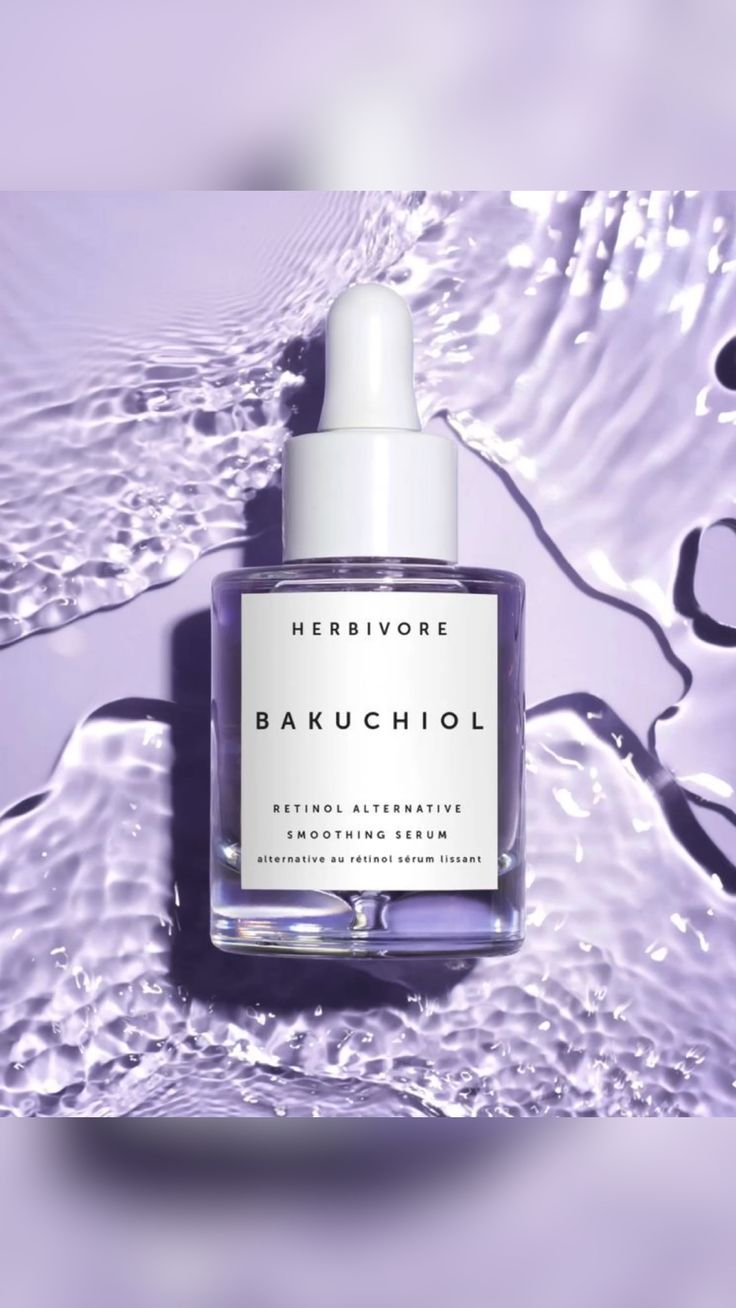 HERBIVORE
BAKUCHIOL
RETINOL ALTERNATIVE
SMOOTHING SERUM
alternative au rétinol sérum lissant